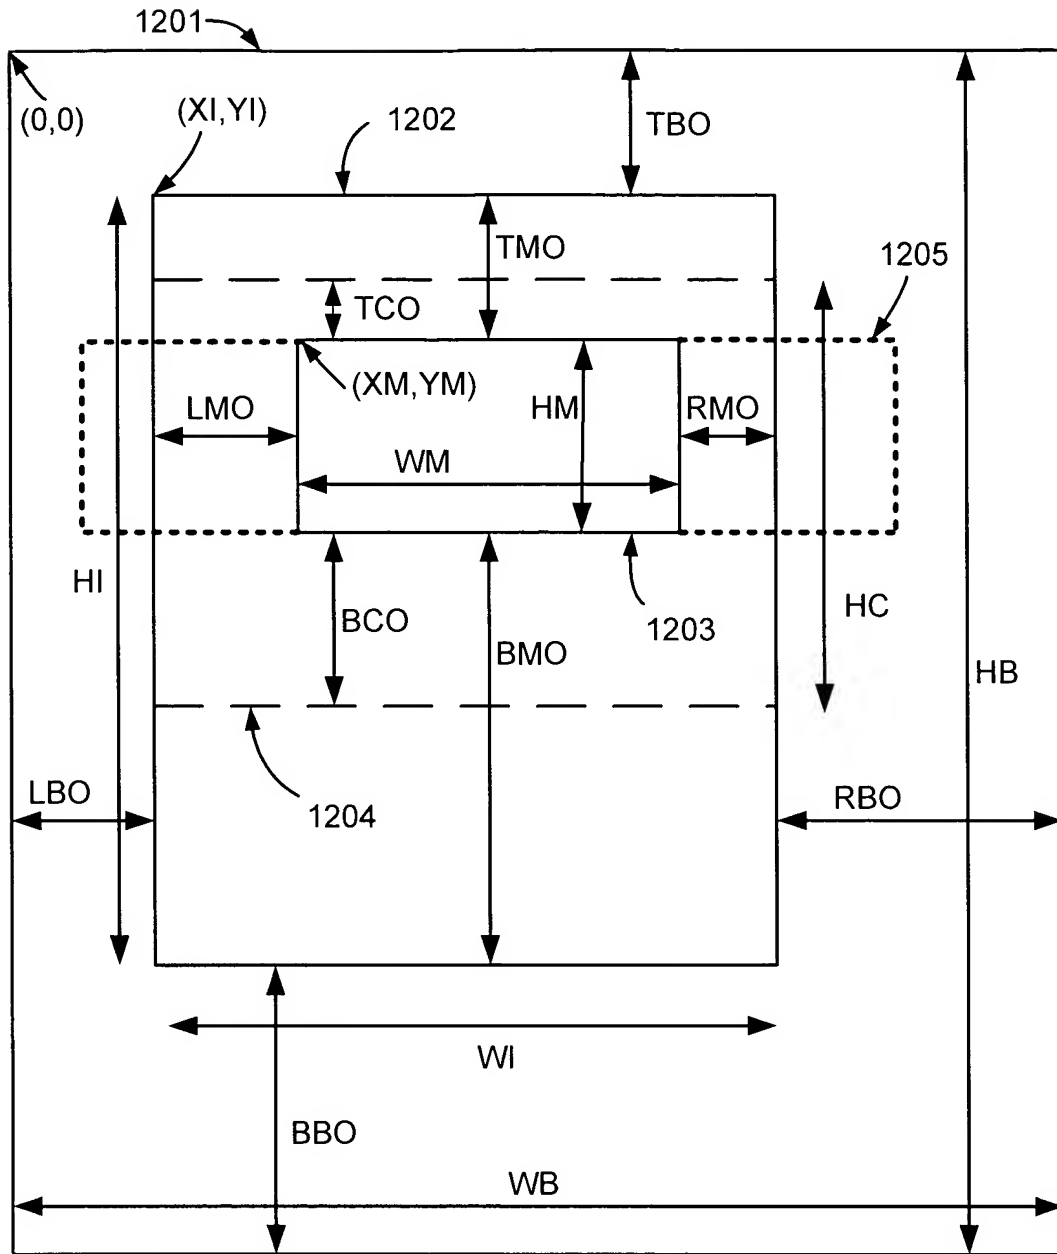 1201
(0,0)
(XI,YI)
1202
TBO
TMO
1205
TCO
(XM,YM)
LMO
HM
RMO
WM
HI
BCO
BMO
1203
HC
HB
LBO
1204
RBO
WI
BBO
WB